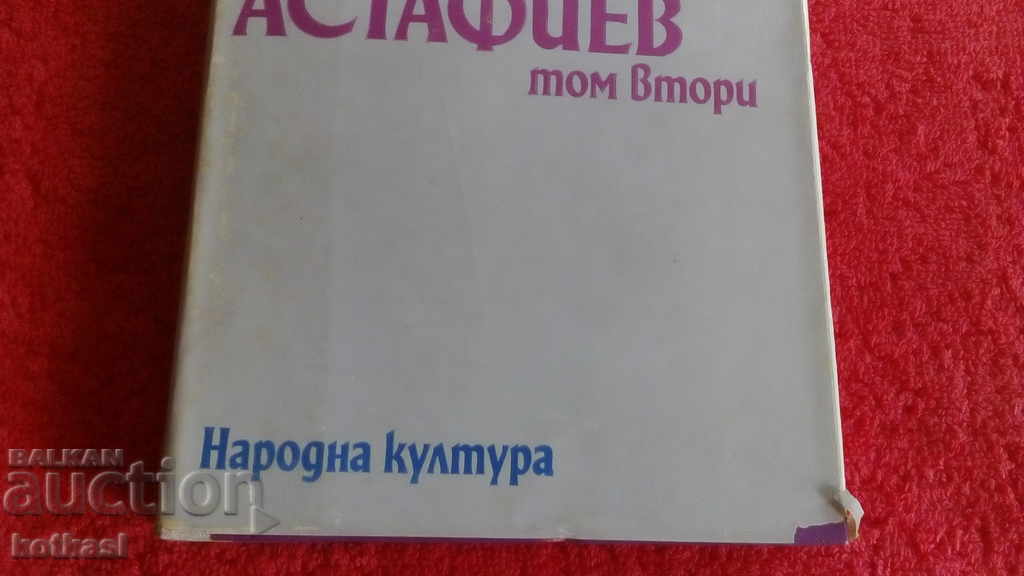 АСТАФИЕВ
том втори
Народна култура
BALKAN
auction
kotkasl